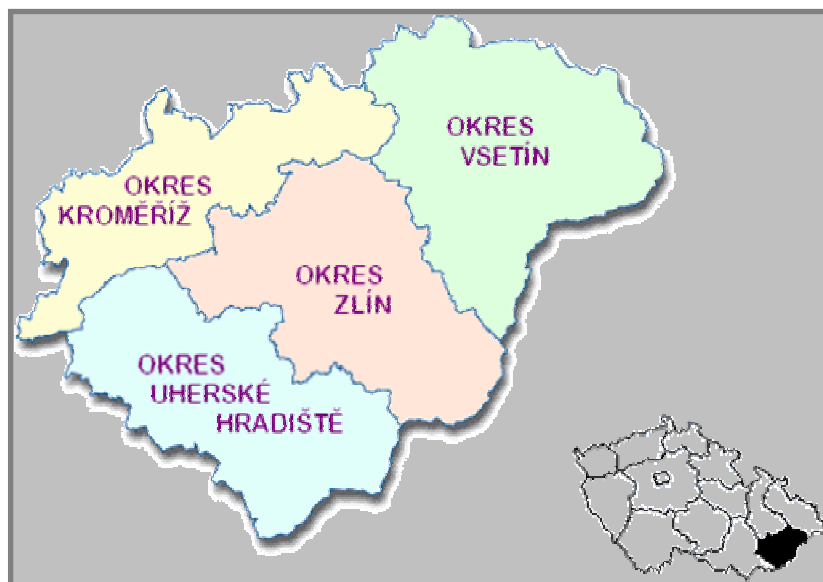 OKRES
VSETÍN
OKRES
KROMĚŘÍŽ
OKRES
ZLÍN
OKRES
UHERSKÉ
HRADIŠTĚ